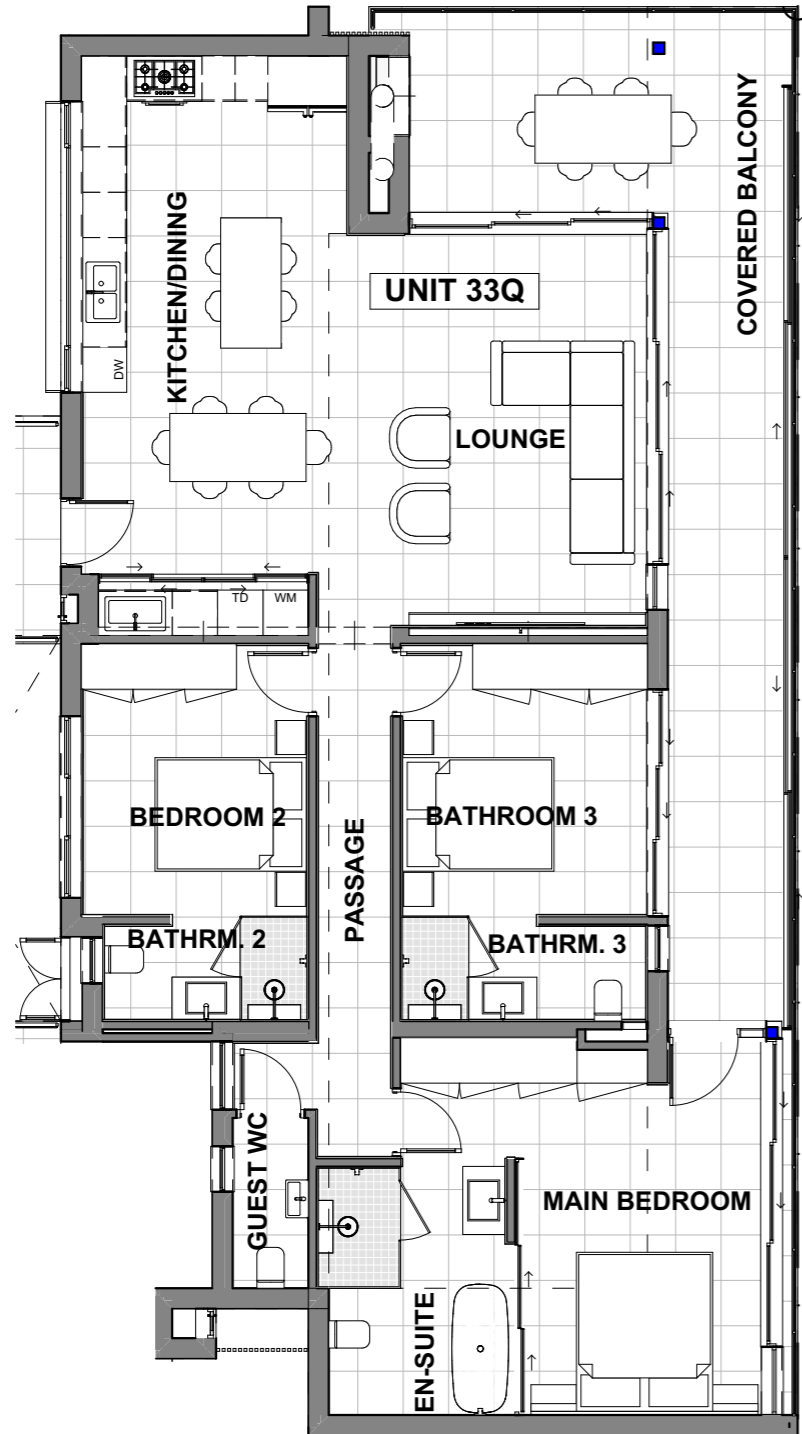 COVERED BALCONY
KITCHEN/DINING
UNIT 33Q
DW
LOUNGE
TD
WM
BEDROOM 2
BATHROOM 3
PASSAGE
BATHRM. 2
BATHRM. 3
GUEST WC
MAIN BEDROOM
EN-SUITE